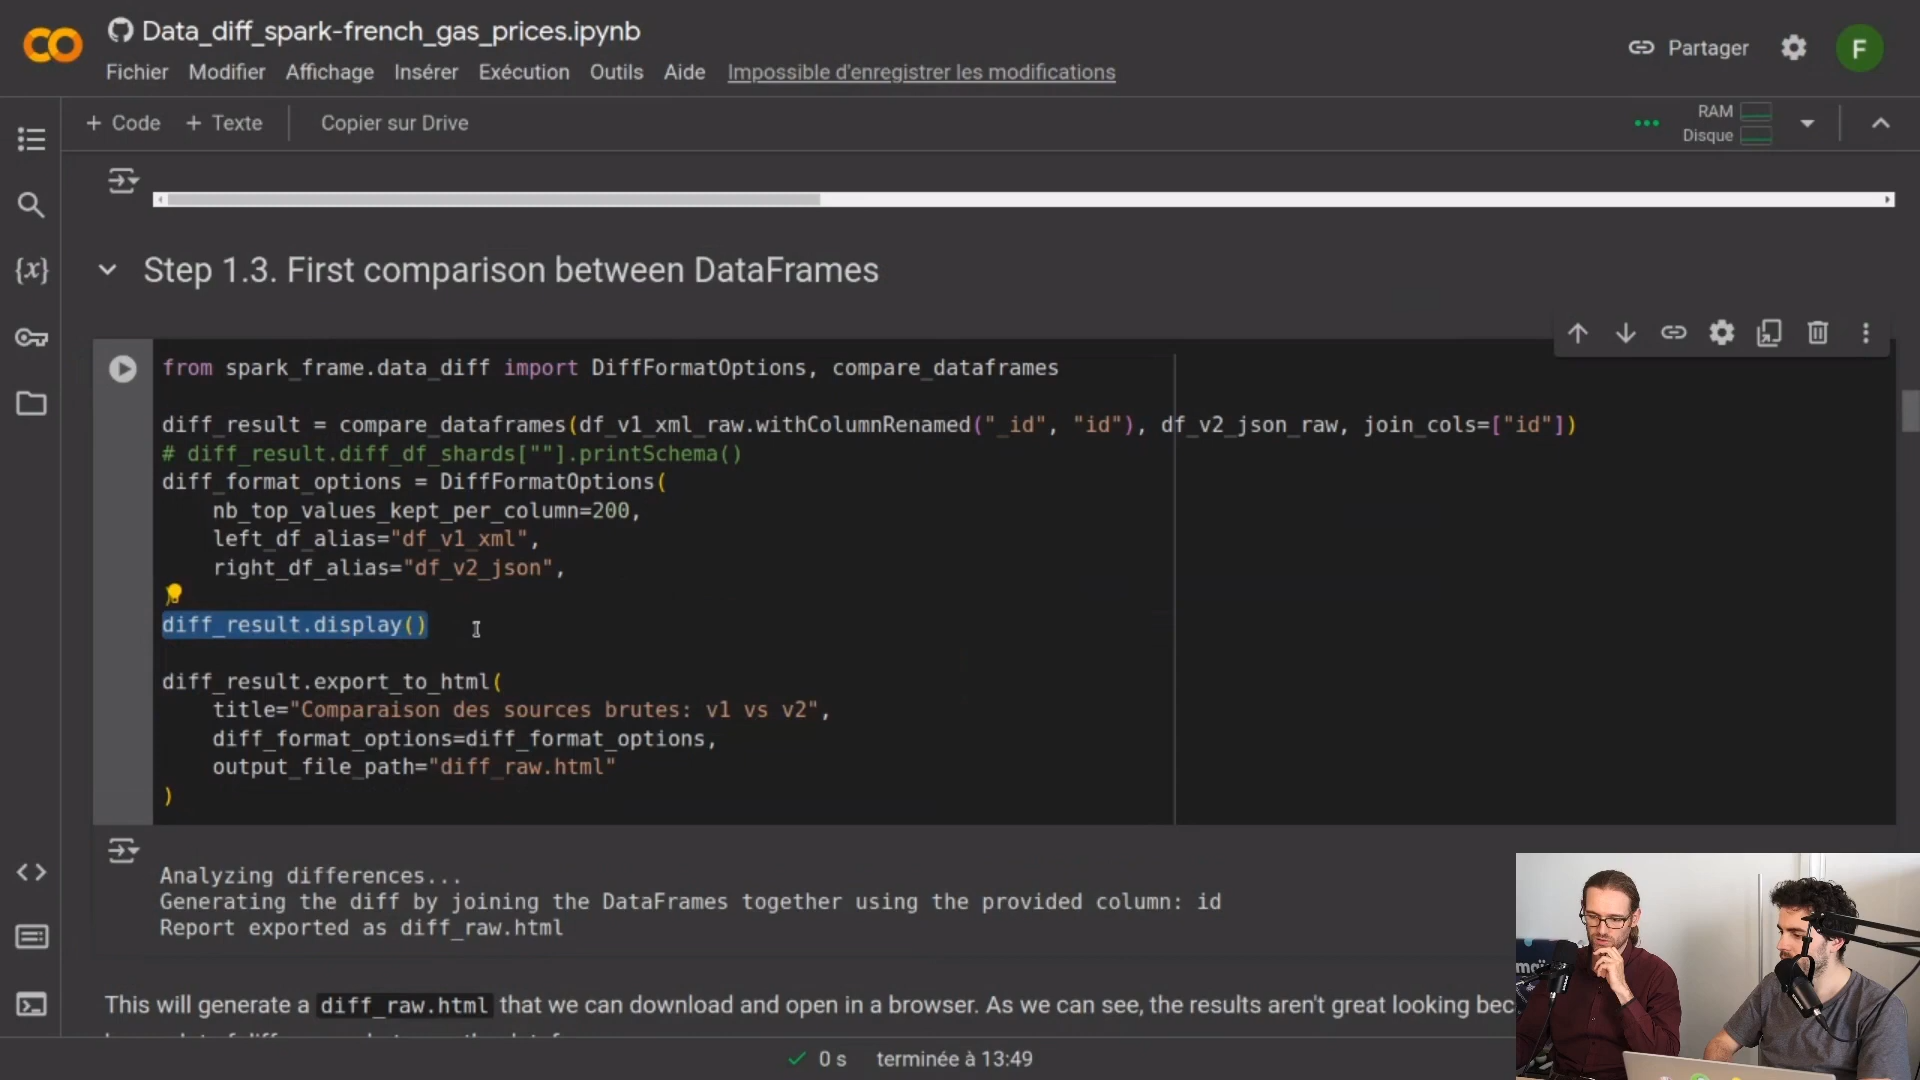 Data_diff_spark-french_gas_prices.ipynb
Fichier Modifier Affichage Insérer Exécution Outils Aide Impossible d'enregistrer les modifications
Partager
F
+ Code + Texte Copier sur Drive
RAM
Disque
Step 1.3. First comparison between DataFrames
from spark_frame.data_diff import DiffFormatOptions, compare_dataframes
diff_result = compare_dataframes(df_v1_xml_raw.withColumnRenamed("_id", "id"), df_v2_json_raw, join_cols=["id"])
# diff_result.diff_df_shards[""].printSchema()
diff_format_options = DiffFormatOptions(
nb_top_values_kept_per_column=200,
left_df_alias="df_v1_xml",
right_df_alias="df_v2_json",
)
diff_result.display()
diff_result.export_to_html(
title="Comparaison des sources brutes: v1 vs v2",
diff_format_options=diff_format_options,
output_file_path="diff_raw.html"
)
Analyzing differences...
Generating the diff by joining the DataFrames together using the provided column: id
Report exported as diff_raw.html
This will generate a diff_raw.html that we can download and open in a browser. As we can see, the results aren't great looking bec
0 s terminée à 13:49